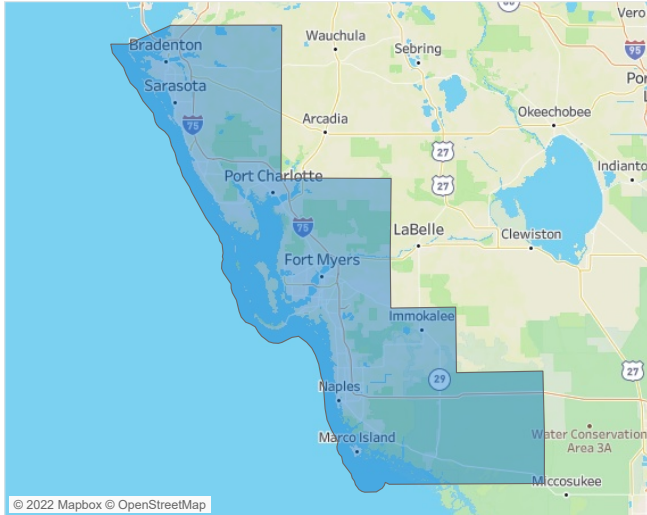 Vero
Wauchula
Bradenton
Sebring
95
Sarasota
Por
L
Okeechobee
Arcadia
75
27
Indianto
Port Charlotte
27
75
LaBelle
Clewiston
Fort Myers
Immokalee
29
27
Naples
Marco Island
Water Conservation
Area 3A
Miccosukee
© 2022 Mapbox © OpenStreetMap